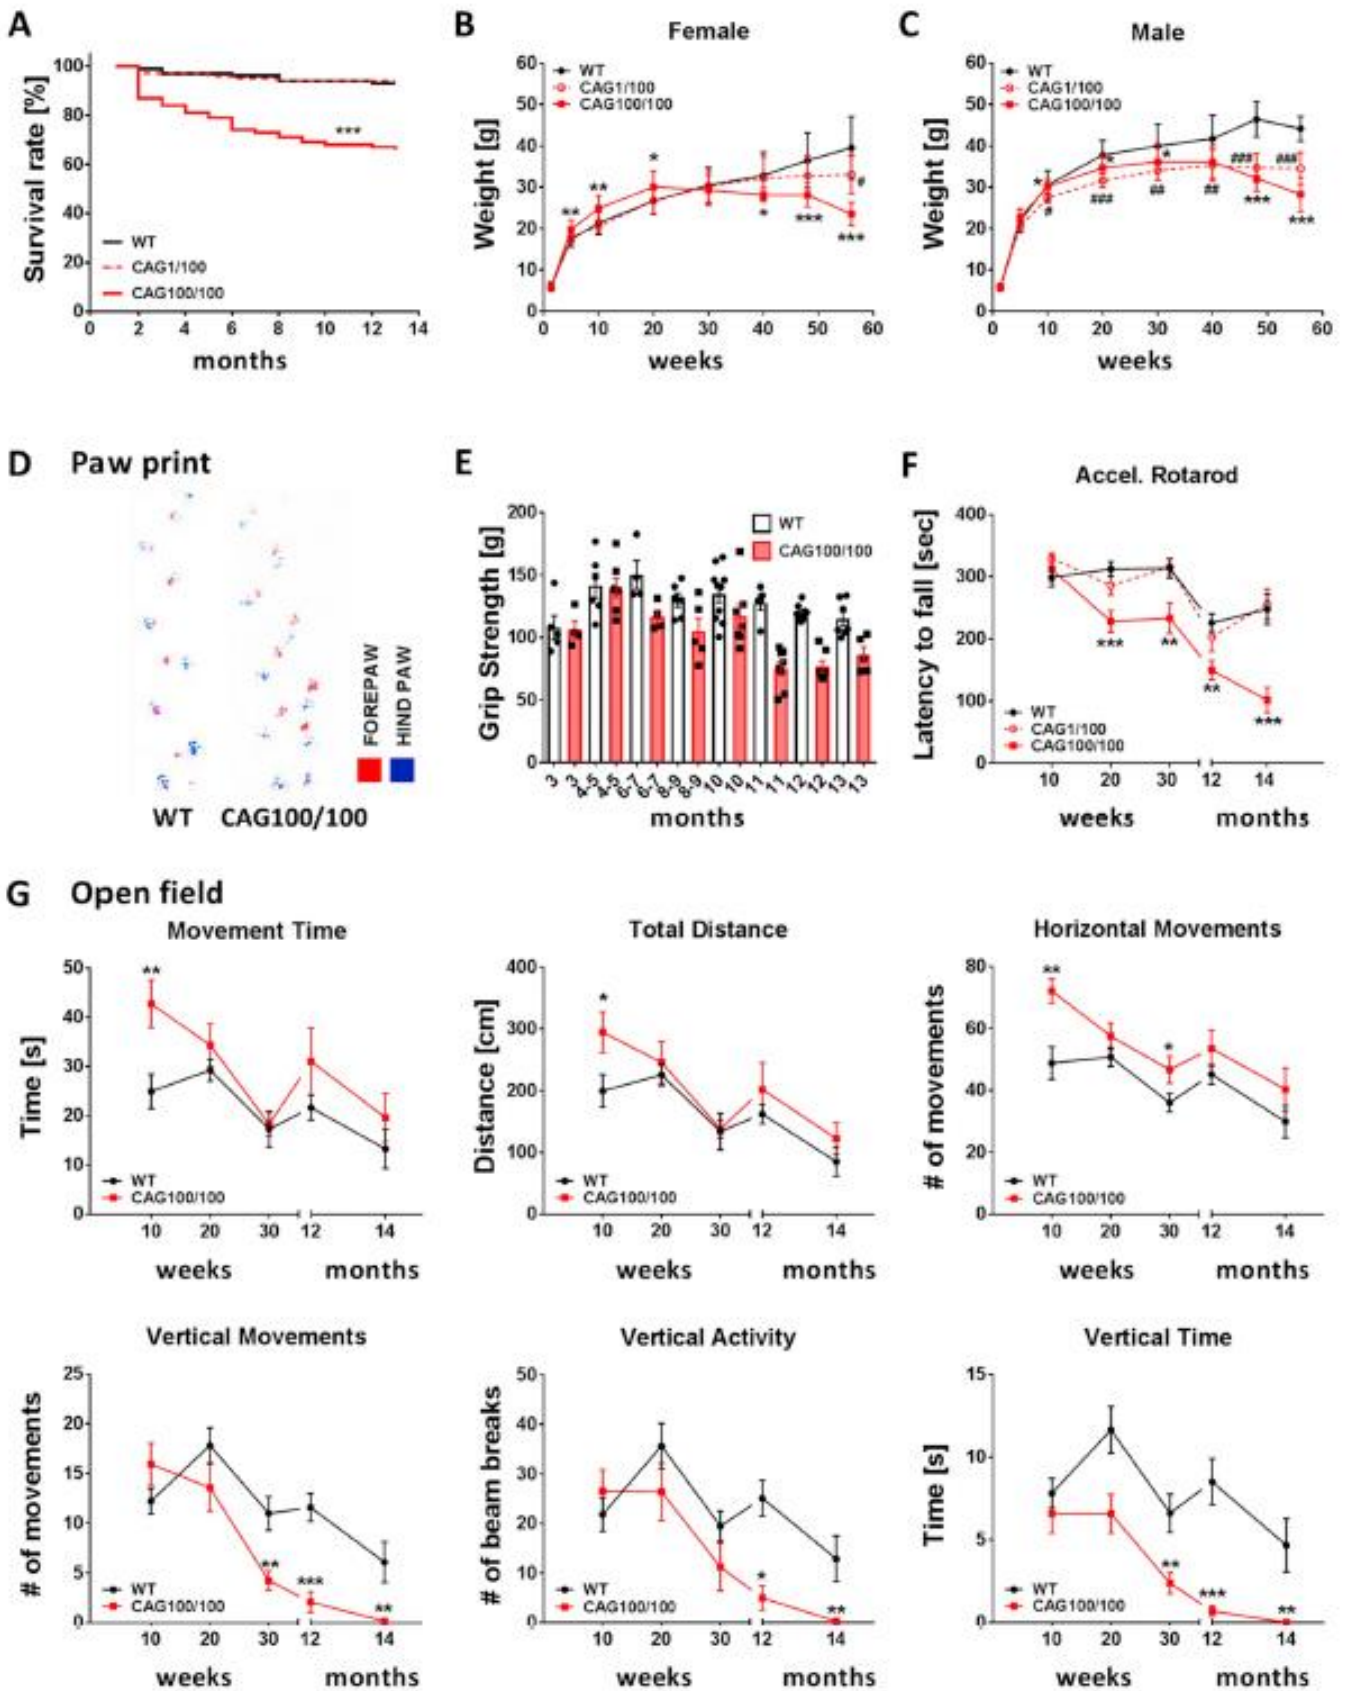 A
Survival rate [%]
100
80
60
40
20
0
***
WT
CAG1/100
CAG100/100
0 2 4 6 8 10 12 14
months
B
Female
Weight [g]
60
50
40
30
20
10
0
WT
CAG1/100
CAG100/100
** ** * * *** *** #
0 10 20 30 40 50 60
weeks
C
Male
Weight [g]
60
50
40
30
20
10
0
WT
CAG1/100
CAG100/100
* * * ### ###
# ### ## ## *** ***
0 10 20 30 40 50 60
weeks
D Paw print
FOREPAW
HIND PAW
WT CAG100/100
E
Grip Strength [g]
200
150
100
50
0
WT
CAG100/100
3 3 4-5 4-5 6-7 6-7 8-9 8-9 10 10 11 11 12 12 13 13
months
F
Accel. Rotarod
Latency to fall [sec]
400
300
200
100
0
*** ** ** ***
WT
CAG1/100
CAG100/100
10 20 30 12 14
weeks months
G Open field
Movement Time
Time [s]
50
40
30
20
10
0
**
WT
CAG100/100
10 20 30 12 14
weeks months
Total Distance
Distance [cm]
400
300
200
100
0
*
WT
CAG100/100
10 20 30 12 14
weeks months
Horizontal Movements
# of movements
80
60
40
20
0
** *
WT
CAG100/100
10 20 30 12 14
weeks months
Vertical Movements
# of movements
25
20
15
10
5
0
** *** **
WT
CAG100/100
10 20 30 12 14
weeks months
Vertical Activity
# of beam breaks
50
40
30
20
10
0
* **
WT
CAG100/100
10 20 30 12 14
weeks months
Vertical Time
Time [s]
15
10
5
0
** *** **
WT
CAG100/100
10 20 30 12 14
weeks months